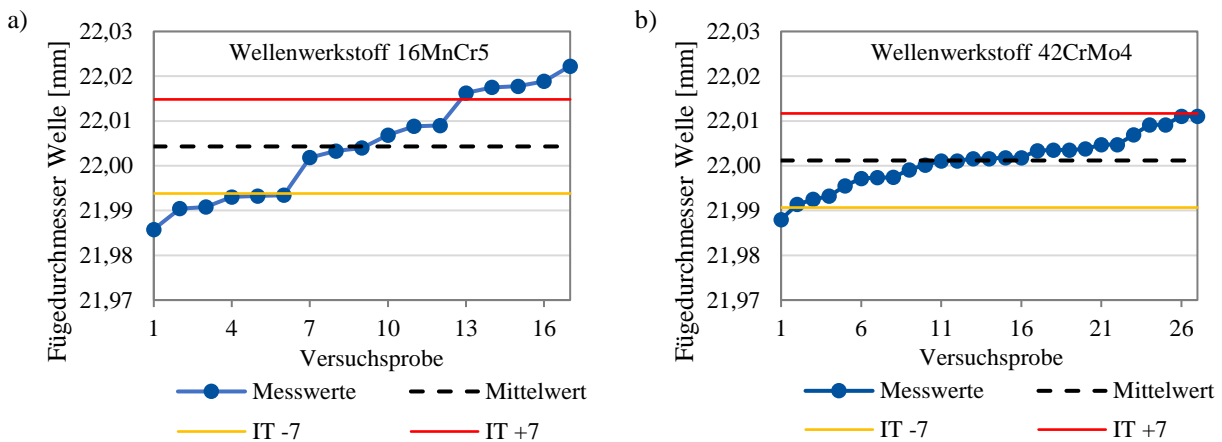 a)
Fügedurchmesser Welle [mm]
22,03
22,02
22,01
22,00
21,99
21,98
21,97
Wellenwerkstoff 16MnCr5
1 4 7 10 13 16
Versuchsprobe
Messwerte Mittelwert
IT -7 IT +7
b)
Fügedurchmesser Welle [mm]
22,03
22,02
22,01
22,00
21,99
21,98
21,97
Wellenwerkstoff 42CrMo4
1 6 11 16 21 26
Versuchsprobe
Messwerte Mittelwert
IT -7 IT +7